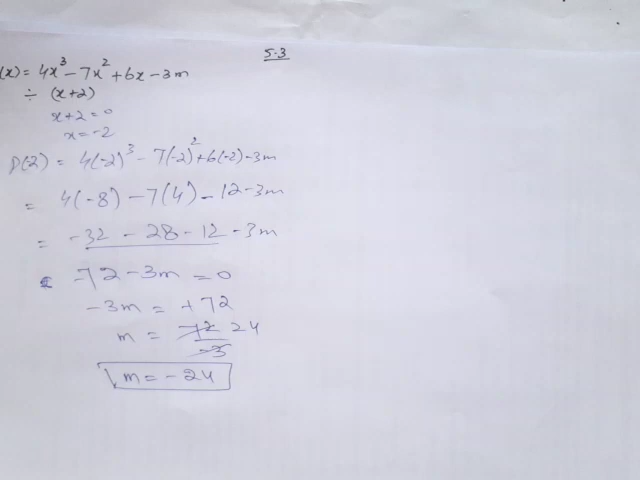 5.3
(x) = 4x³ - 7x² + 6x - 3m
÷ (x+2)
x+2 = 0
x = -2
P(2) = 4(-2)³ - 7(-2)² + 6(-2) - 3m
= 4(-8) - 7(4) - 12 - 3m
= -32 - 28 - 12 - 3m
-72 - 3m = 0
-3m = +72
m = 72 24
-3
m = -24